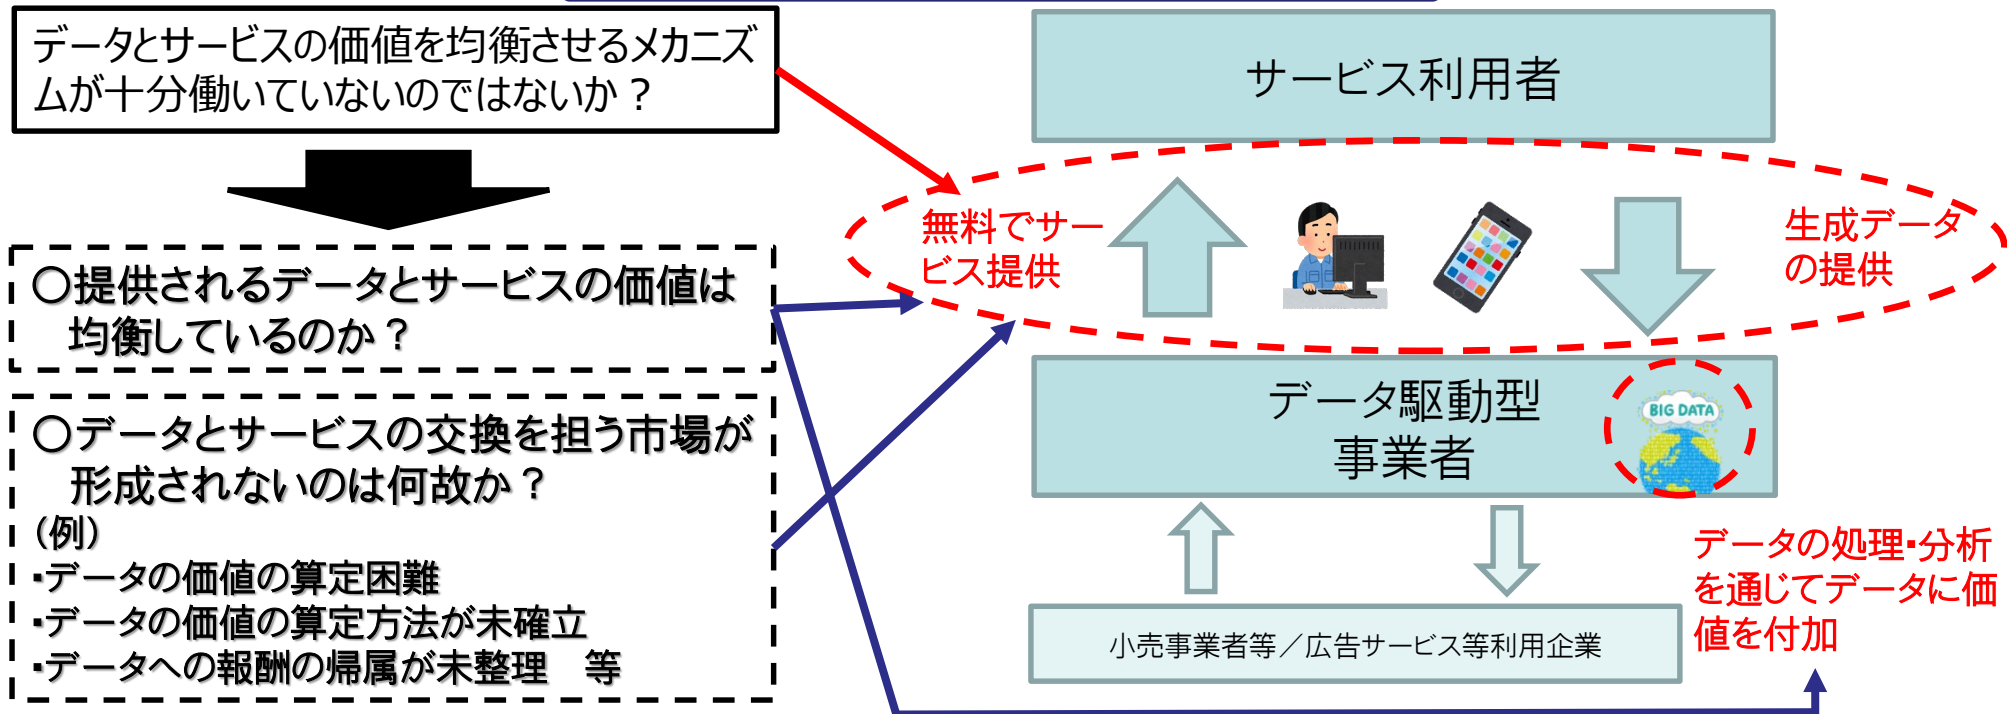 データとサービスの価値を均衡させるメカニズ
ムが十分働いていないのではないか？
○提供されるデータとサービスの価値は
均衡しているのか？
○データとサービスの交換を担う市場が
形成されないのは何故か？
（例）
・データの価値の算定困難
・データの価値の算定方法が未確立
・データへの報酬の帰属が未整理　等
サービス利用者
無料でサー
ビス提供
生成データ
の提供
データ駆動型
事業者
BIG DATA
データの処理・分析
を通じてデータに価
値を付加
小売事業者等／広告サービス等利用企業